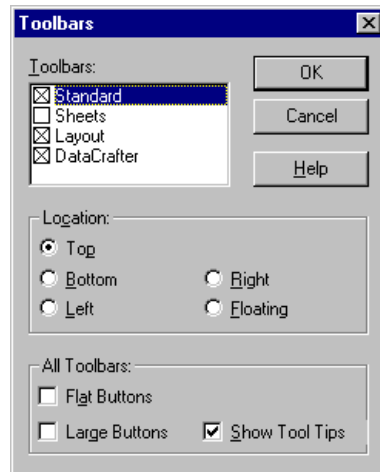 Toolbars
Toolbars:
OK
Standard
Sheets
Cancel
Layout
DataCrafter
Help
Location:
Top
Bottom
Right
Left
Floating
All Toolbars:
Flat Buttons
Large Buttons
Show Tool Tips